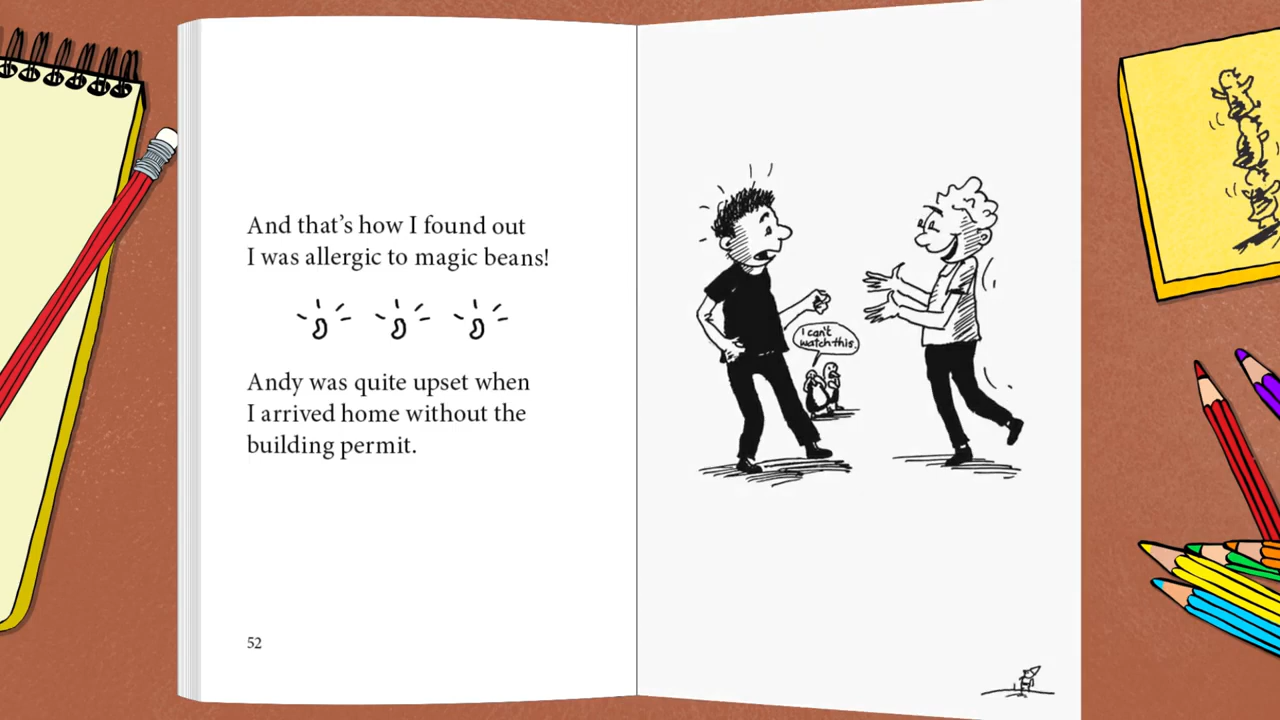 And that’s how I found out
I was allergic to magic beans!
Andy was quite upset when
I arrived home without the
building permit.
52
I can't
watch this.